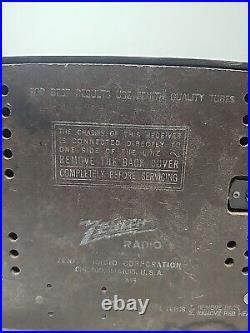 FOR BEST RESULTS USE ZENITH QUALITY TUBES
THE CHASSIS OF THIS RECEIVER
IS CONNECTED DIRECTLY TO
ONE SIDE OF THE LINE
REMOVE THE BACK COVER
COMPLETELY BEFORE SERVICING
ZENITH
RADIO
ZENITH RADIO CORPORATION
CHICAGO, ILLINOIS, U.S.A.